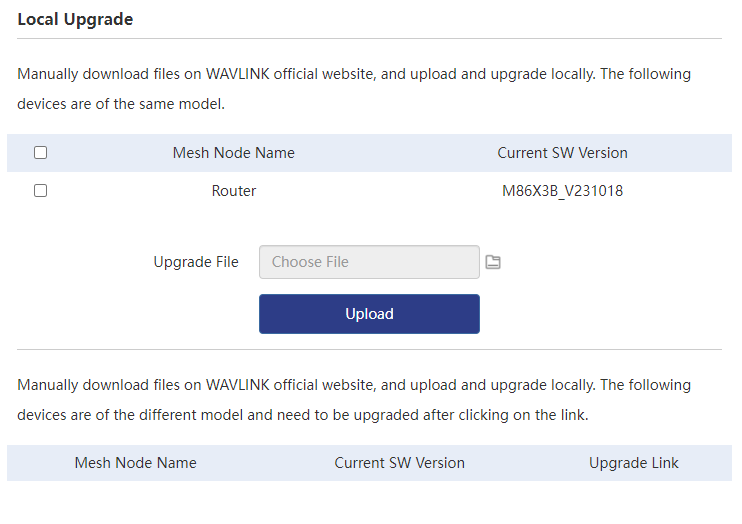 Local Upgrade
Manually download files on WAVLINK official website, and upload and upgrade locally. The following
devices are of the same model.
Mesh Node Name Current SW Version
Router M86X3B_V231018
Upgrade File Choose File
Upload
Manually download files on WAVLINK official website, and upload and upgrade locally. The following
devices are of the different model and need to be upgraded after clicking on the link.
Mesh Node Name Current SW Version Upgrade Link